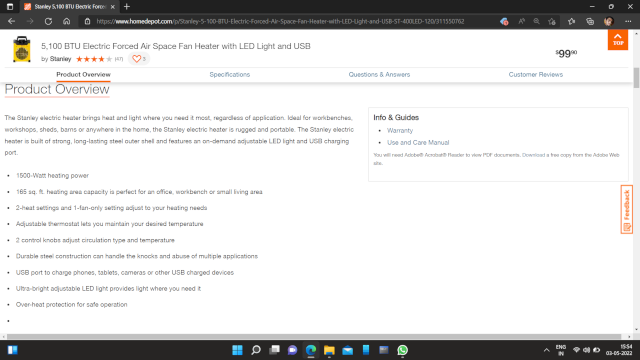 Stanley 5,100 BTU Electric Forced
https://www.homedepot.com/p/Stanley-5-100-BTU-Electric-Forced-Air-Space-Fan-Heater-with-LED-Light-and-USB-ST-400LED-120/311550762
5,100 BTU Electric Forced Air Space Fan Heater with LED Light and USB
by Stanley (47) 3
$99.90
TOP
Product Overview Specifications Questions & Answers Customer Reviews
Product Overview
The Stanley electric heater brings heat and light where you need it most, regardless of application. Ideal for workbenches,
workshops, sheds, barns or anywhere in the home, the Stanley electric heater is rugged and portable. The Stanley electric
heater is built of strong, long-lasting steel outer shell and features an on-demand adjustable LED light and USB charging
port.
• 1500-Watt heating power
• 165 sq. ft. heating area capacity is perfect for an office, workbench or small living area
• 2-heat settings and 1-fan-only setting adjust to your heating needs
• Adjustable thermostat lets you maintain your desired temperature
• 2 control knobs adjust circulation type and temperature
• Durable steel construction can handle the knocks and abuse of multiple applications
• USB port to charge phones, tablets, cameras or other USB charged devices
• Ultra-bright adjustable LED light provides light where you need it
• Over-heat protection for safe operation
•
Info & Guides
• Warranty
• Use and Care Manual
You will need Adobe® Acrobat® Reader to view PDF documents. Download a free copy from the Adobe Web
site.
Feedback
ENG
IN
15:54
03-05-2022